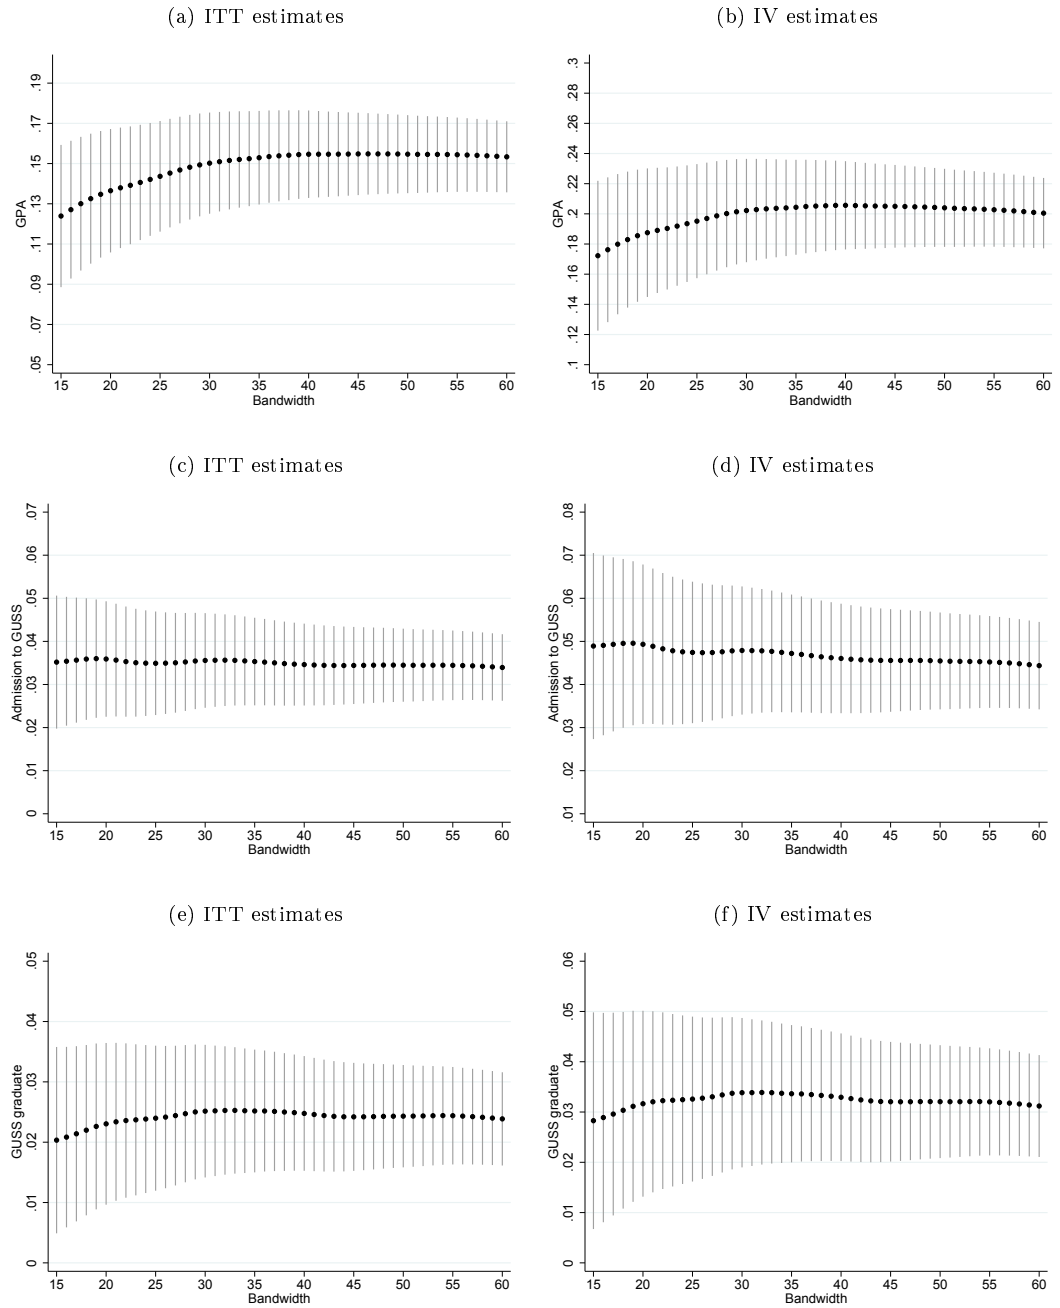 (a) ITT estimates
(b) IV estimates
GPA
.05 .07 .09 .11 .13 .15 .17 .19
15 20 25 30 35 40 45 50 55 60
Bandwidth
GPA
.1 .12 .14 .16 .18 .2 .22 .24 .26 .28 .3
15 20 25 30 35 40 45 50 55 60
Bandwidth
(c) ITT estimates
(d) IV estimates
Admission to GUSS
0 .01 .02 .03 .04 .05 .06 .07
15 20 25 30 35 40 45 50 55 60
Bandwidth
Admission to GUSS
.01 .02 .03 .04 .05 .06 .07 .08
15 20 25 30 35 40 45 50 55 60
Bandwidth
(e) ITT estimates
(f) IV estimates
GUSS graduate
0 .01 .02 .03 .04 .05
15 20 25 30 35 40 45 50 55 60
Bandwidth
GUSS graduate
0 .01 .02 .03 .04 .05 .06
15 20 25 30 35 40 45 50 55 60
Bandwidth